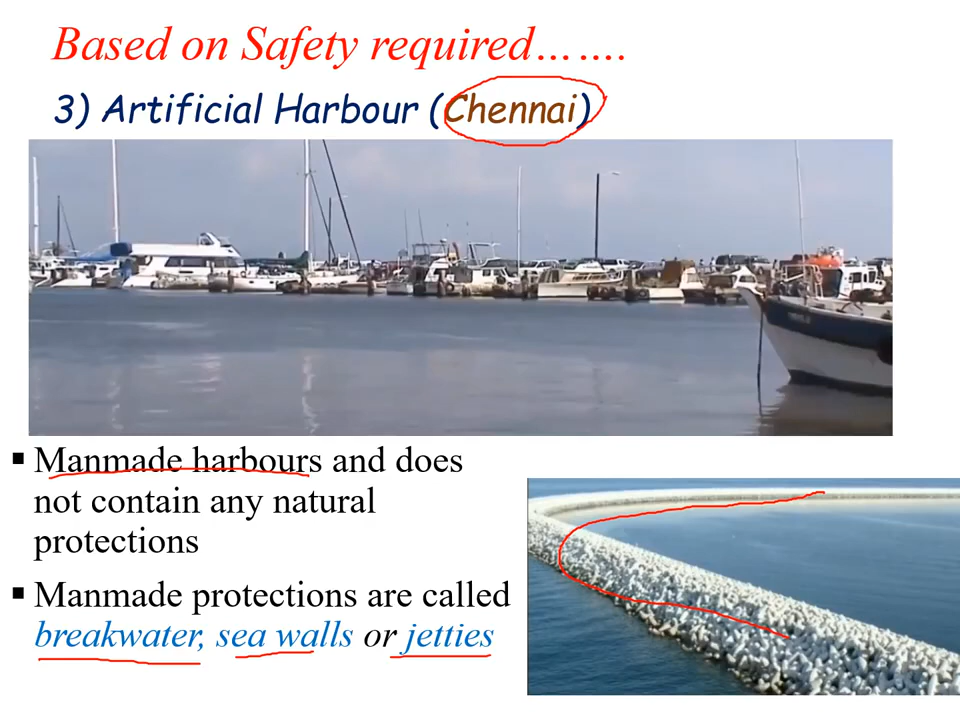 Based on Safety required…….
3) Artificial Harbour (Chennai)
▪ Manmade harbours and does
not contain any natural
protections
▪ Manmade protections are called
breakwater, sea walls or jetties